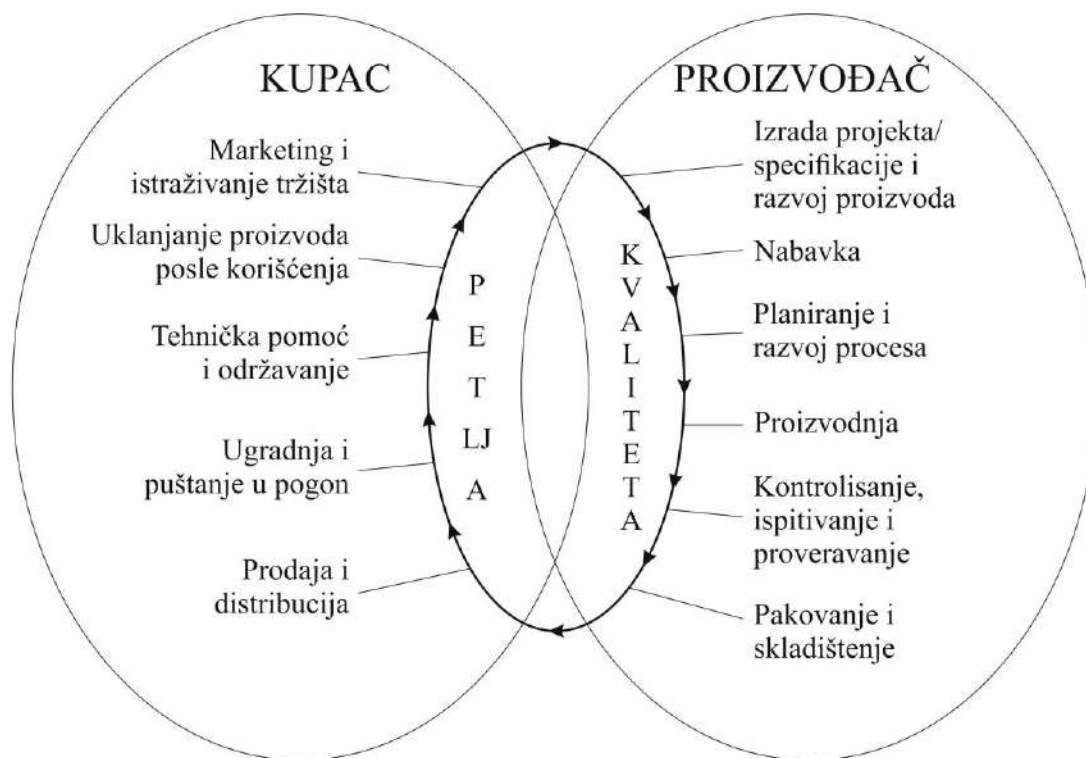 KUPAC
Marketing i
istraživanje tržišta
Uklanjanje proizvoda
posle korišćenja
Tehnička pomoć
i održavanje
Ugradnja i
puštanje u pogon
Prodaja i
distribucija
P
E
T
LJ
A
K
V
A
L
I
T
E
T
A
PROIZVOĐAČ
Izrada projekta/
specifikacije i
razvoj proizvoda
Nabavka
Planiranje i
razvoj procesa
Proizvodnja
Kontrolisanje,
ispitivanje i
proveravanje
Pakovanje i
skladištenje